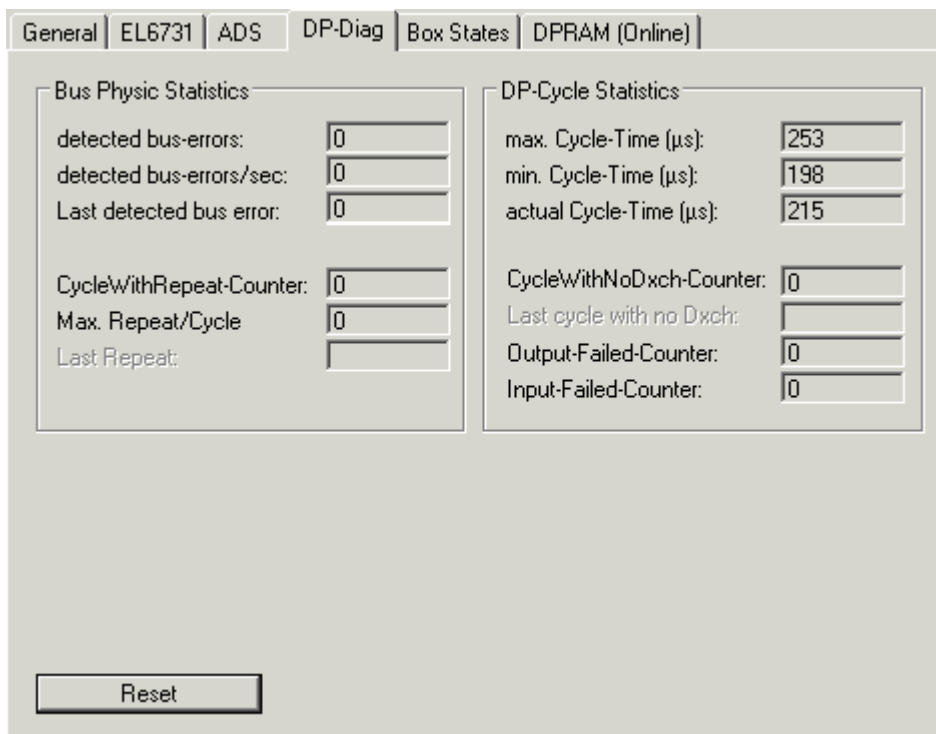 General EL6731 ADS DP-Diag Box States DPRAM (Online)
Bus Physic Statistics
detected bus-errors: 0
detected bus-errors/sec: 0
Last detected bus error: 0
CycleWithRepeat-Counter: 0
Max. Repeat/Cycle 0
Last Repeat:
DP-Cycle Statistics
max. Cycle-Time (µs): 253
min. Cycle-Time (µs): 198
actual Cycle-Time (µs): 215
CycleWithNoDxch-Counter: 0
Last cycle with no Dxch:
Output-Failed-Counter: 0
Input-Failed-Counter: 0
Reset